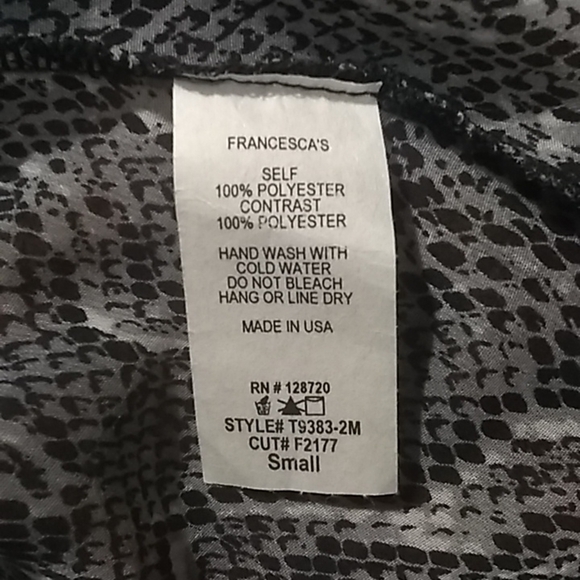 FRANCESCA'S
SELF
100% POLYESTER
CONTRAST
100% POLYESTER
HAND WASH WITH
COLD WATER
DO NOT BLEACH
HANG OR LINE DRY
MADE IN USA
RN # 128720
STYLE# T9383-2M
CUT# F2177
Small